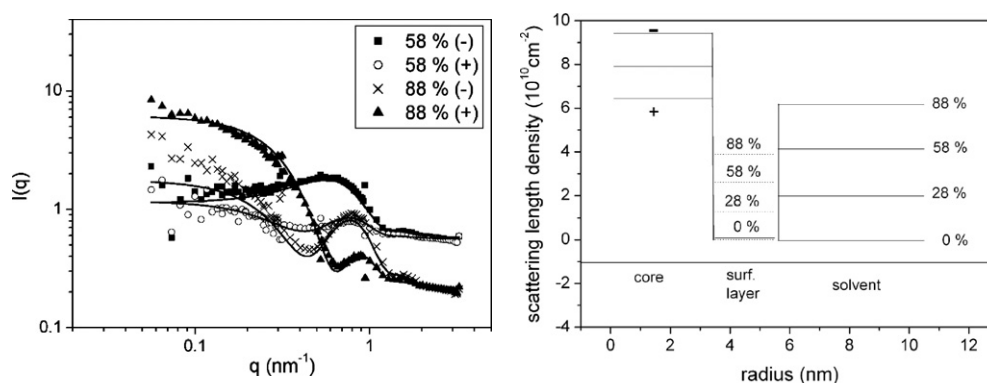 10
1
0.1
I(q)
0.1
1
q (nm⁻¹)
58 % (-)
58 % (+)
88 % (-)
88 % (+)
10
8
6
4
2
0
-2
-4
scattering length density (10¹⁰cm⁻²)
−
+
88 %
58 %
28 %
0 %
88 %
58 %
28 %
0 %
core
surf.
layer
solvent
0
2
4
6
8
10
12
radius (nm)